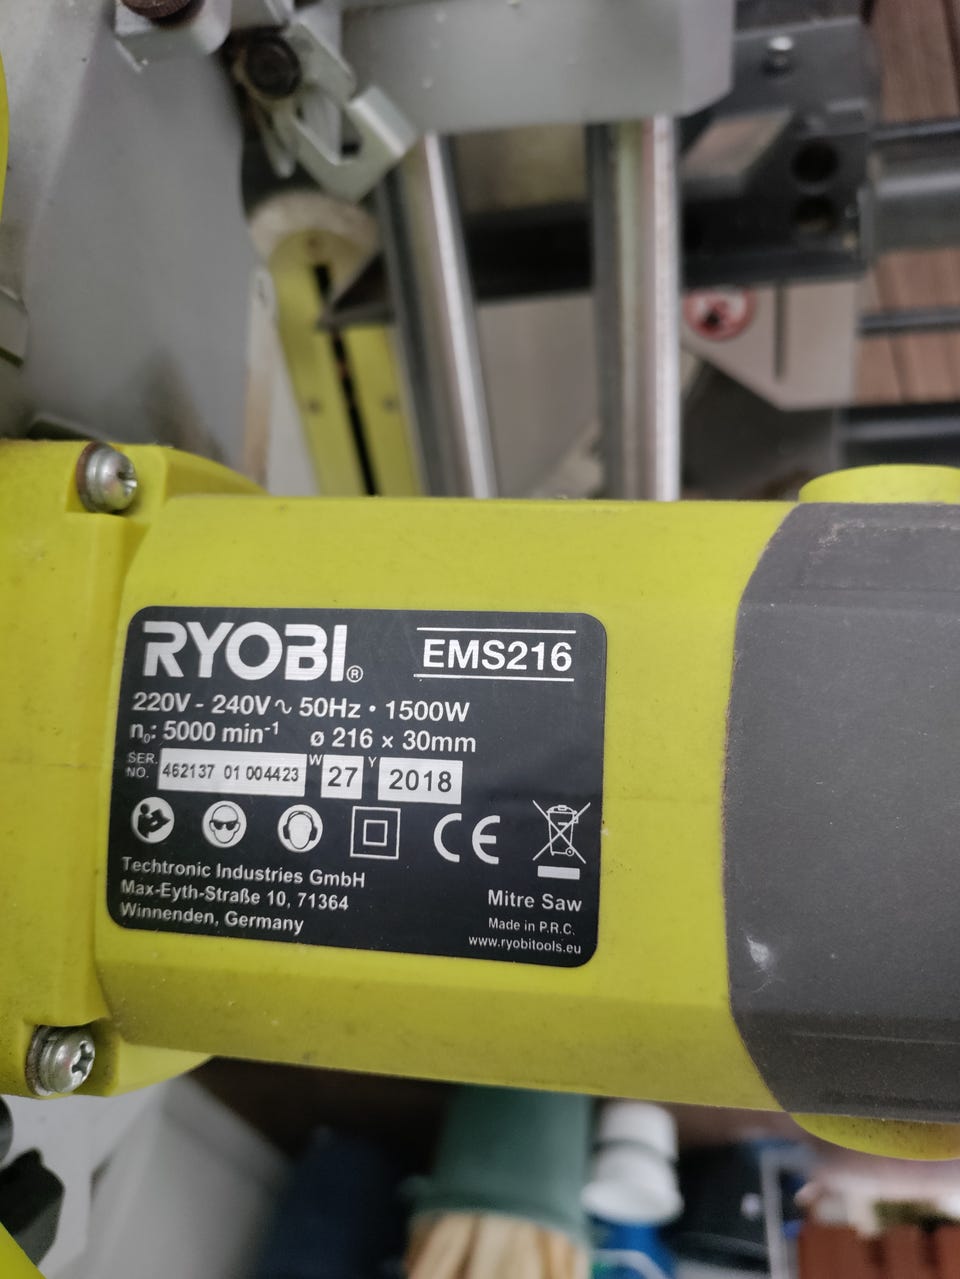 RYOBI®
EMS216
220V - 240V ∿ 50Hz • 1500W
n₀: 5000 min⁻¹ ø 216 x 30mm
SER. NO. 462137 01 004423 W 27 Y 2018
CE
Techtronic Industries GmbH
Max-Eyth-Straße 10, 71364
Winnenden, Germany
Mitre Saw
Made in P.R.C.
www.ryobitools.eu